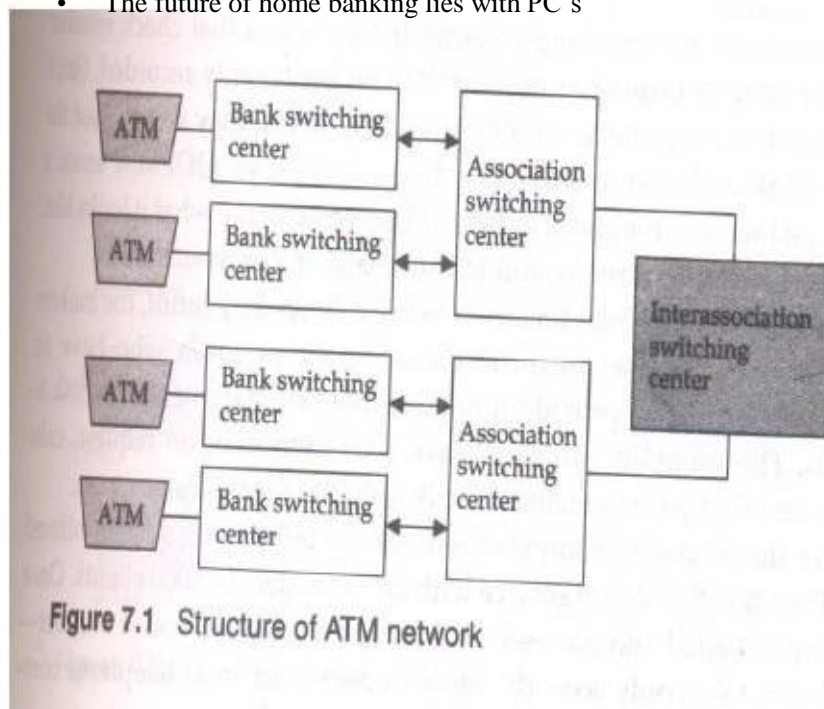 • The future of home banking lies with PC's
ATM
Bank switching
center
ATM
Bank switching
center
Association
switching
center
Interassociation
switching
center
ATM
Bank switching
center
ATM
Bank switching
center
Association
switching
center
Figure 7.1 Structure of ATM network